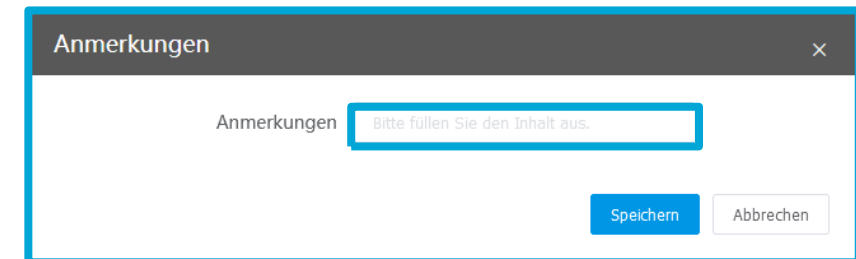 Anmerkungen ×
Anmerkungen Bitte füllen Sie den Inhalt aus.
Speichern Abbrechen